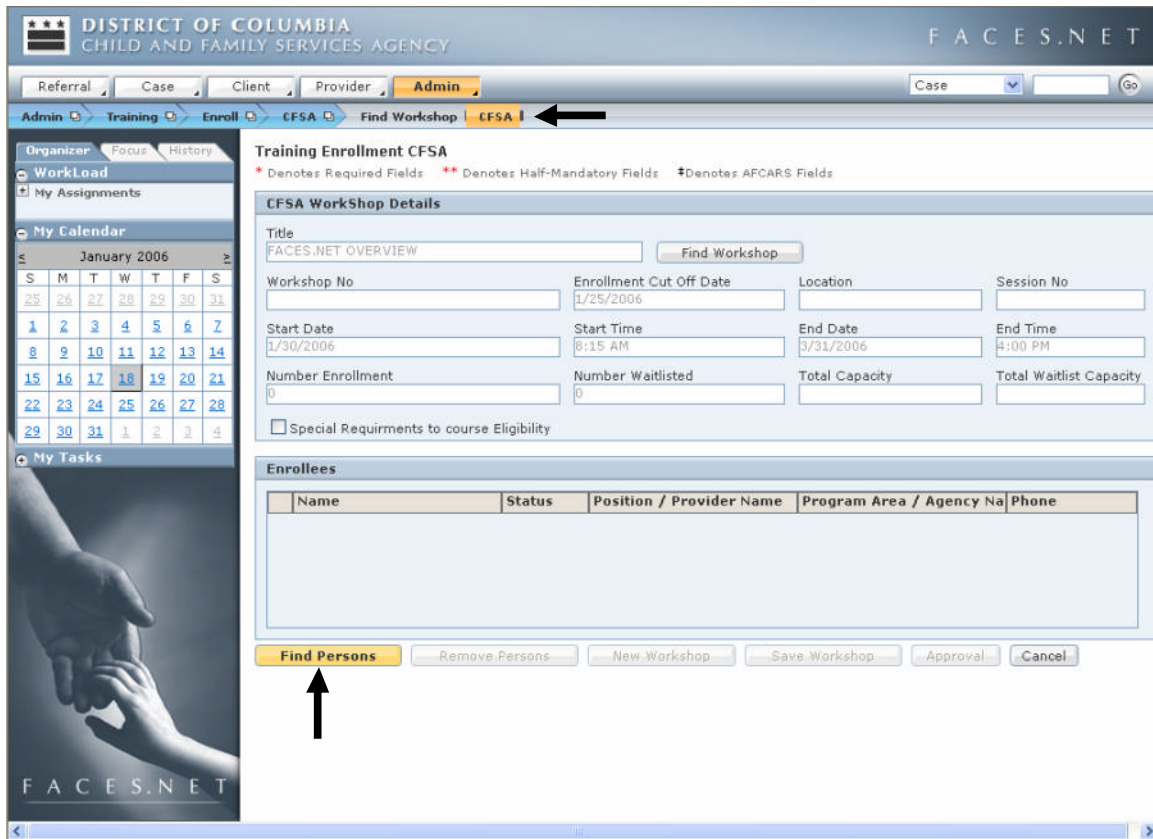 DISTRICT OF COLUMBIA
CHILD AND FAMILY SERVICES AGENCY
FACES.NET
Referral Case Client Provider Admin Case Go
Admin Training Enroll CFSA Find Workshop CFSA
Organizer Focus History
WorkLoad
My Assignments
My Calendar
< January 2006 >
S M T W T F S
25 26 27 28 29 30 31
1 2 3 4 5 6 7
8 9 10 11 12 13 14
15 16 17 18 19 20 21
22 23 24 25 26 27 28
29 30 31 1 2 3 4
My Tasks
FACES.NET
Training Enrollment CFSA
* Denotes Required Fields ** Denotes Half-Mandatory Fields ‡Denotes AFCARS Fields
CFSA WorkShop Details
Title
FACES.NET OVERVIEW Find Workshop
Workshop No Enrollment Cut Off Date Location Session No
1/25/2006
Start Date Start Time End Date End Time
1/30/2006 8:15 AM 3/31/2006 4:00 PM
Number Enrollment Number Waitlisted Total Capacity Total Waitlist Capacity
0 0
Special Requirments to course Eligibility
Enrollees
Name Status Position / Provider Name Program Area / Agency Na Phone
Find Persons Remove Persons New Workshop Save Workshop Approval Cancel